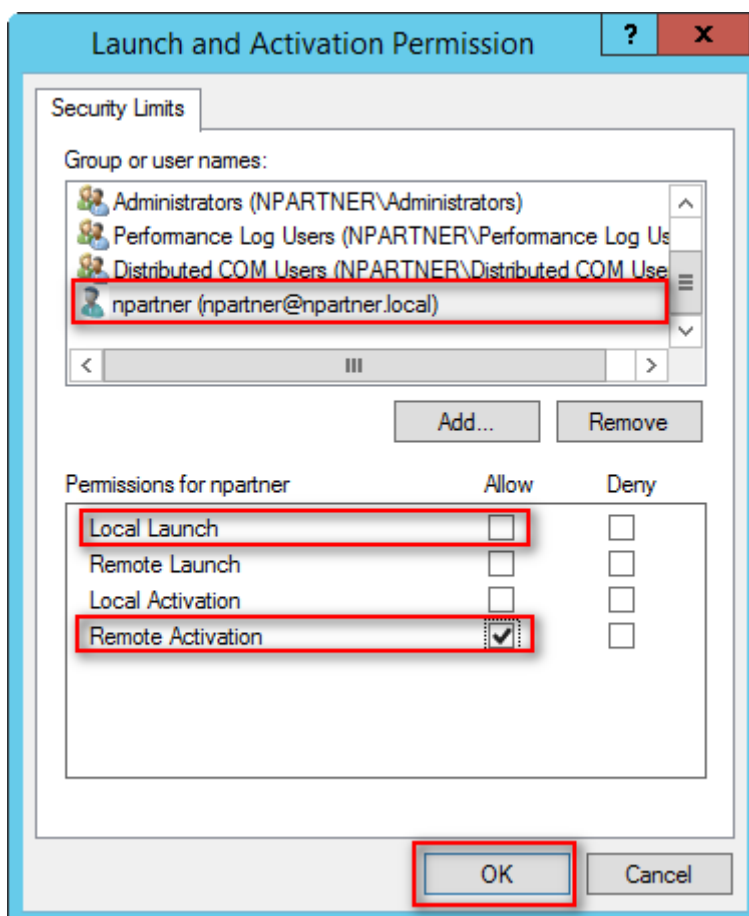 Launch and Activation Permission
? x
Security Limits
Group or user names:
Administrators (NPARTNER\Administrators)
Performance Log Users (NPARTNER\Performance Log Us
Distributed COM Users (NPARTNER\Distributed COM Use
npartner (npartner@npartner.local)
Add... Remove
Permissions for npartner Allow Deny
Local Launch
Remote Launch
Local Activation
Remote Activation
OK Cancel